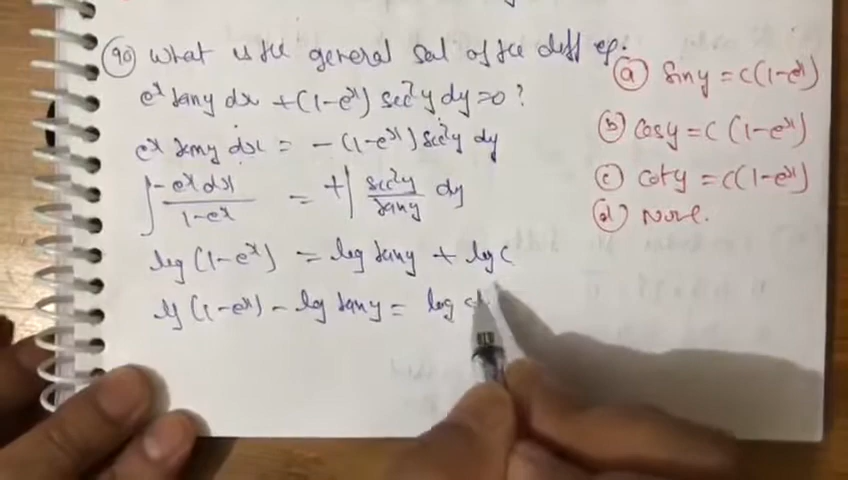 90 What is the general sol of the diff eq.
e^x tany dx + (1-e^x) sec²y dy = 0 ?
e^x tany dx = -(1-e^x) sec²y dy
∫ -e^x dx / 1-e^x = +∫ sec²y / tany dy
log (1-e^x) = log tany + log C
log (1-e^x) - log tany = log c
(a) Siny = c(1-e^x)
(b) Cosy = c (1-e^x)
(c) Coty = c(1-e^x)
(d) None.